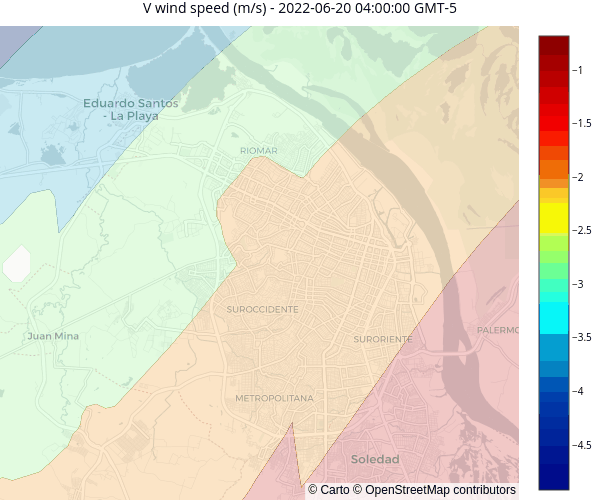 V wind speed (m/s) - 2022-06-20 04:00:00 GMT-5
Eduardo Santos
- La Playa
RIOMAR
SUROCCIDENTE
Juan Mina
SURORIENTE
PALERMO
METROPOLITANA
Soledad
© Carto © OpenStreetMap contributors
−1
−1.5
−2
−2.5
−3
−3.5
−4
−4.5